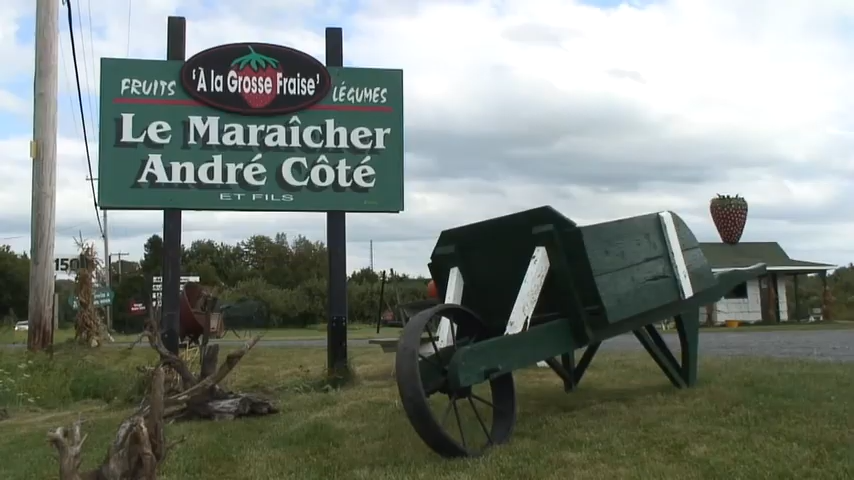 FRUITS
'À la Grosse Fraise'
LÉGUMES
Le Maraîcher
André Côté
ET FILS
150